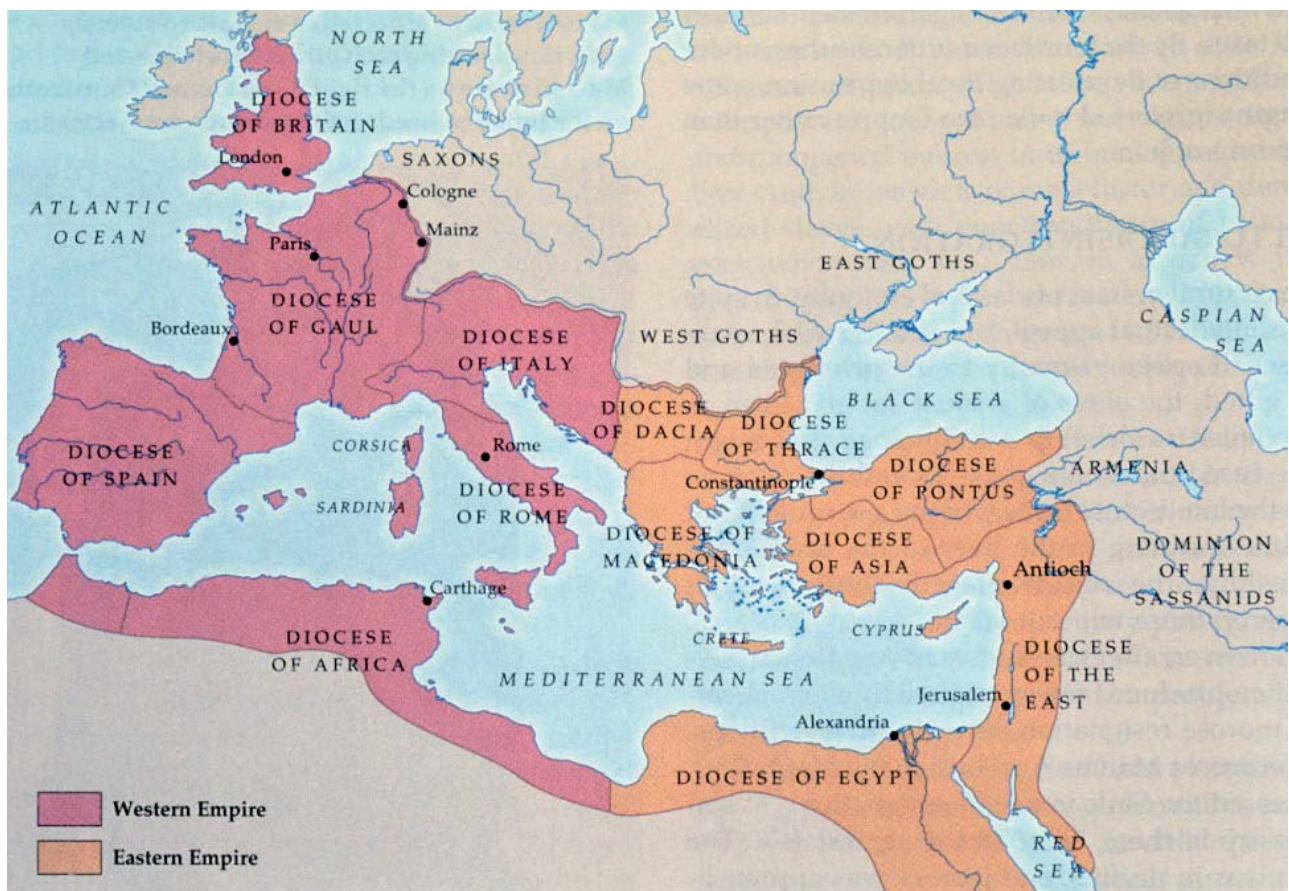 NORTH
SEA
DIOCESE
OF BRITAIN
London
SAXONS
Cologne
ATLANTIC
OCEAN
Mainz
Paris
EAST GOTHS
DIOCESE
OF GAUL
Bordeaux
DIOCESE
OF ITALY
WEST GOTHS
CASPIAN
SEA
BLACK SEA
DIOCESE
OF DACIA
DIOCESE
OF THRACE
CORSICA
Rome
DIOCESE
OF SPAIN
Constantinople
DIOCESE
OF PONTUS
ARMENIA
SARDINIA
DIOCESE
OF ROME
DIOCESE OF
MACEDONIA
DIOCESE
OF ASIA
DOMINION
OF THE
SASSANIDS
Antioch
Carthage
CRETE
CYPRUS
DIOCESE
OF AFRICA
MEDITERRANEAN SEA
DIOCESE
OF THE
EAST
Jerusalem
Alexandria
DIOCESE OF EGYPT
RED
SEA
Western Empire
Eastern Empire